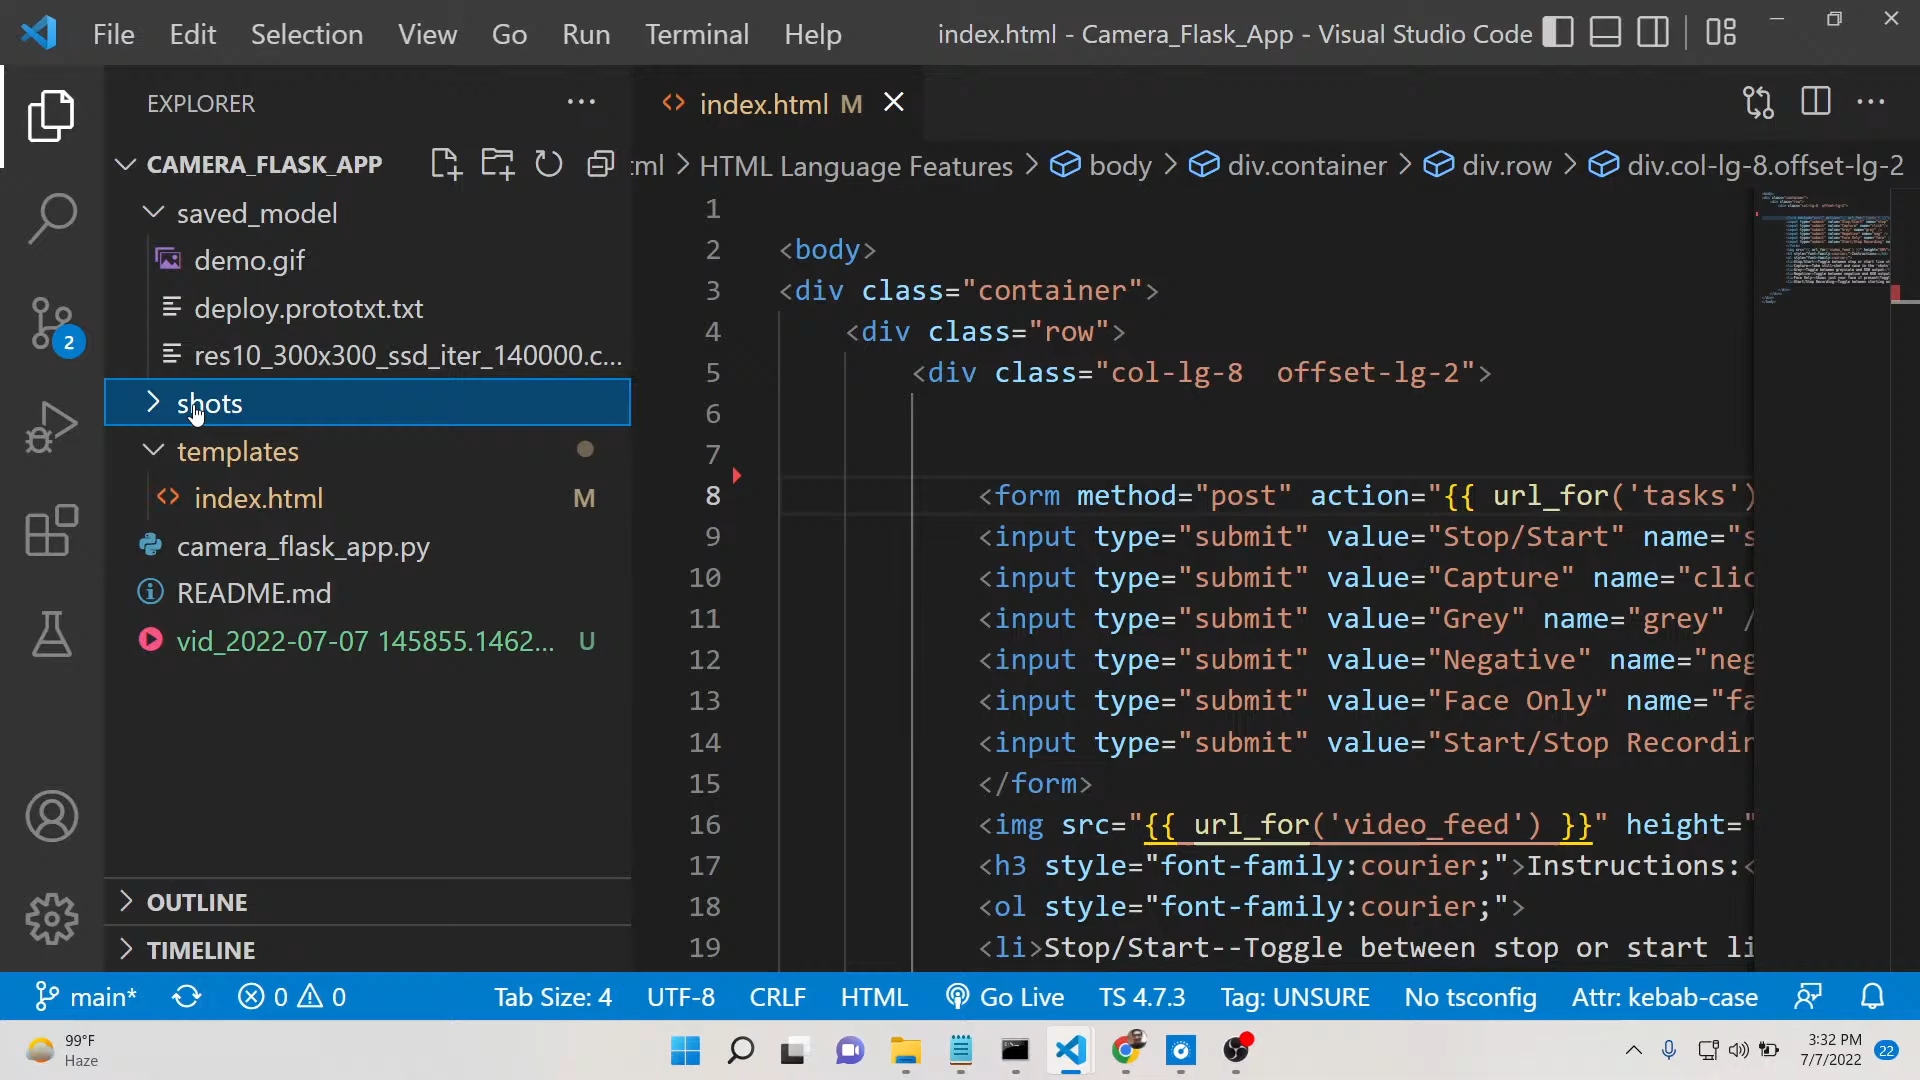 File Edit Selection View Go Run Terminal Help index.html - Camera_Flask_App - Visual Studio Code
EXPLORER
index.html M
CAMERA_FLASK_APP
ml > HTML Language Features > body > div.container > div.row > div.col-lg-8.offset-lg-2
saved_model
demo.gif
deploy.prototxt.txt
res10_300x300_ssd_iter_140000.c...
shots
templates
index.html M
camera_flask_app.py
README.md
vid_2022-07-07 145855.1462... U
OUTLINE
TIMELINE
2
1
2 <body>
3 <div class="container">
4 <div class="row">
5 <div class="col-lg-8  offset-lg-2">
6
7
8 <form method="post" action="{{ url_for('tasks')
9 <input type="submit" value="Stop/Start" name="s
10 <input type="submit" value="Capture" name="clic
11 <input type="submit" value="Grey" name="grey" /
12 <input type="submit" value="Negative" name="neg
13 <input type="submit" value="Face Only" name="fa
14 <input type="submit" value="Start/Stop Recordin
15 </form>
16 <img src="{{ url_for('video_feed') }}" height="
17 <h3 style="font-family:courier;">Instructions:<
18 <ol style="font-family:courier;">
19 <li>Stop/Start--Toggle between stop or start li
main* 0 0 Tab Size: 4 UTF-8 CRLF HTML Go Live TS 4.7.3 Tag: UNSURE No tsconfig Attr: kebab-case
99°F
Haze
3:32 PM
7/7/2022
22